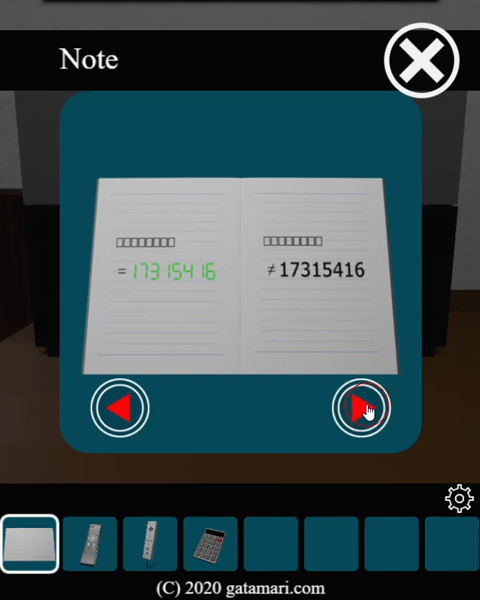 Note
□□□□□□□□
=17315416
□□□□□□□□
≠17315416
(C) 2020 gatamari.com